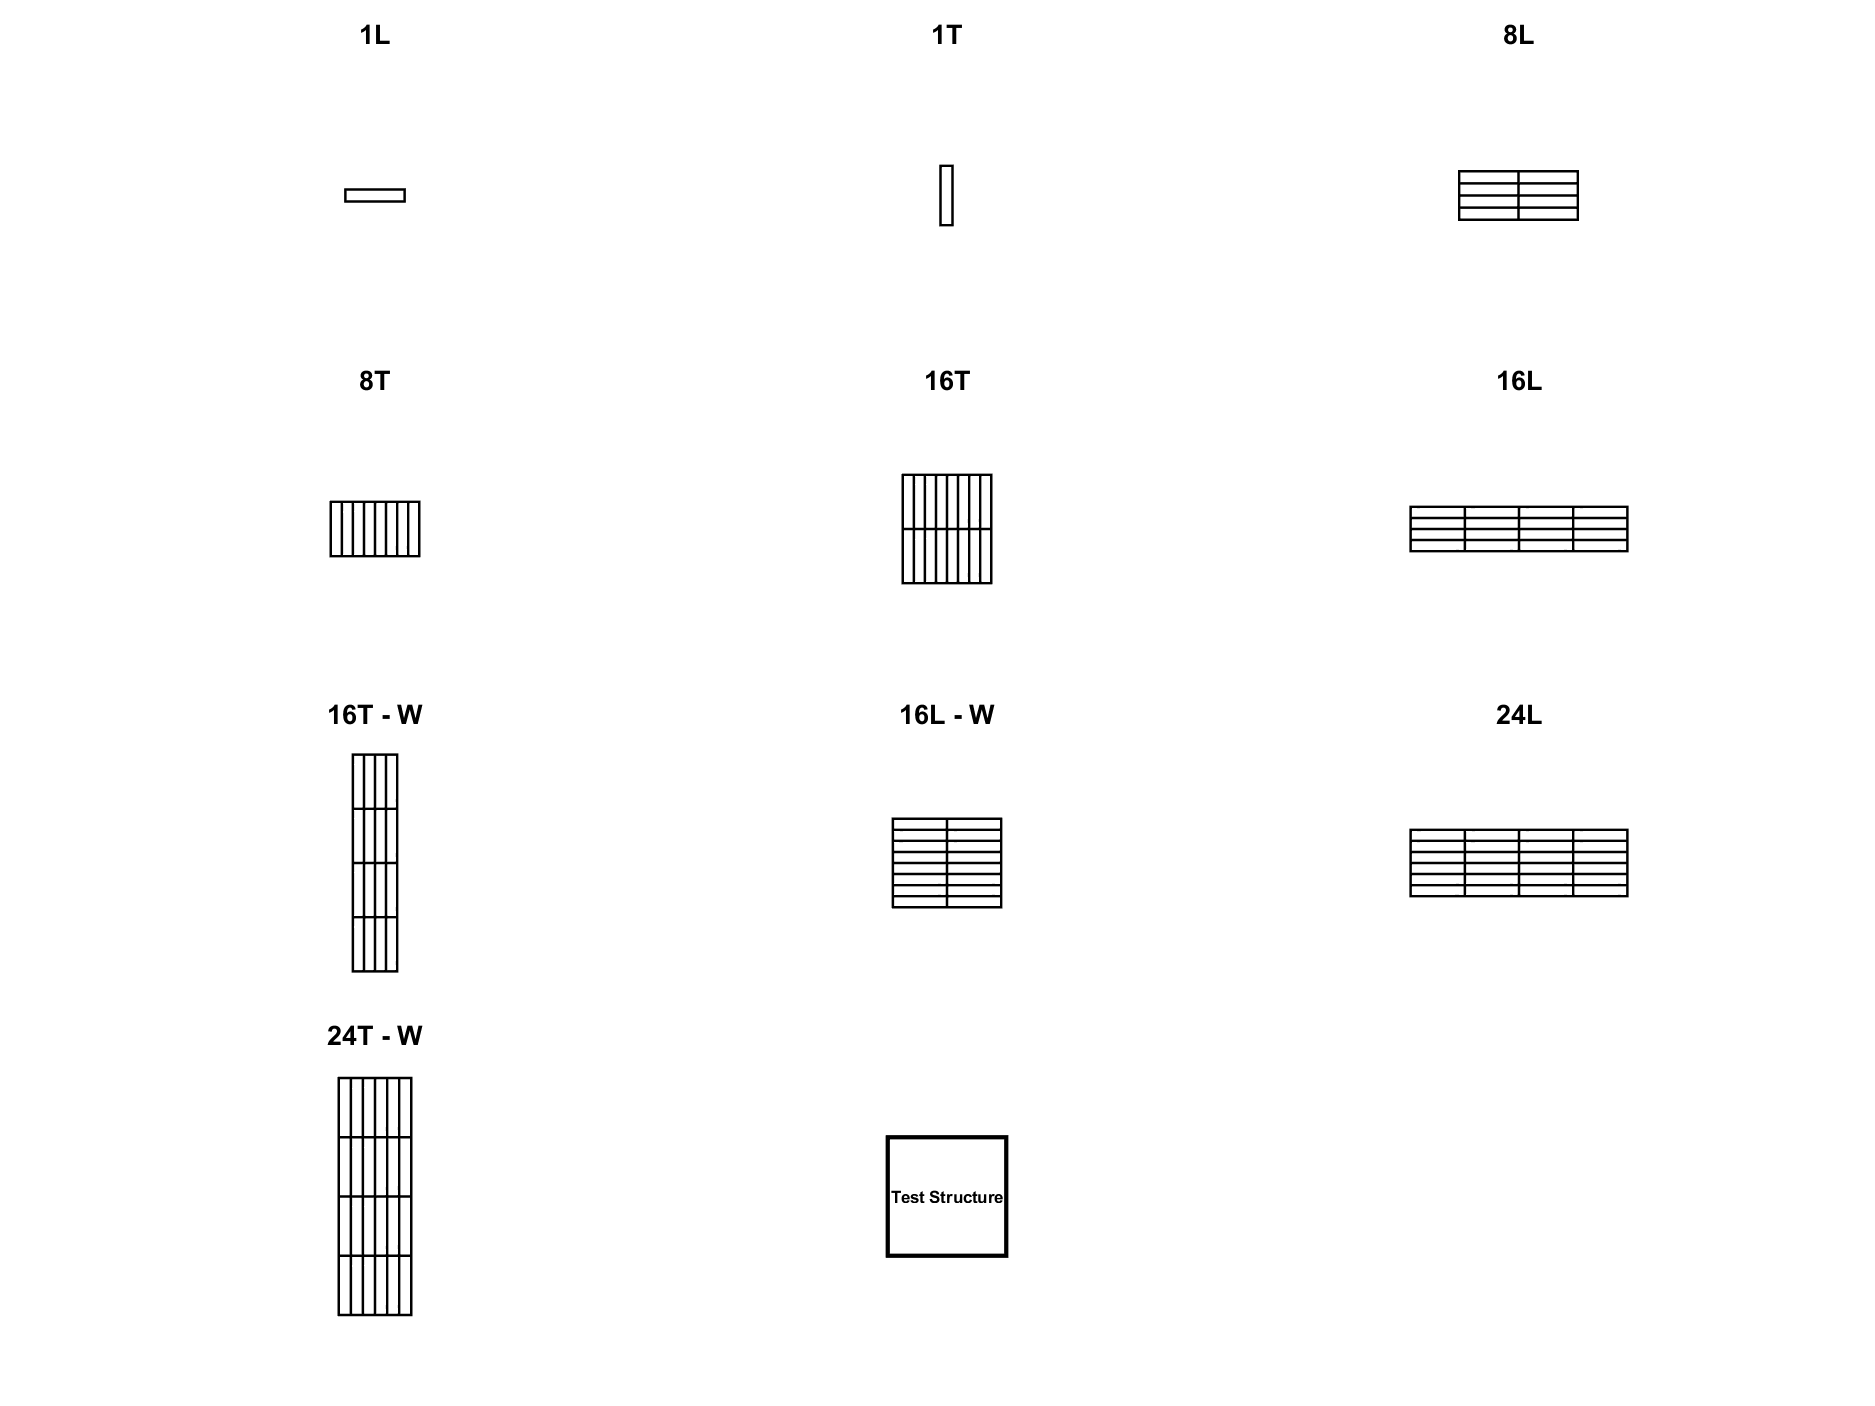 1L
1T
8L
8T
16T
16L
16T - W
16L - W
24L
24T - W
Test Structure